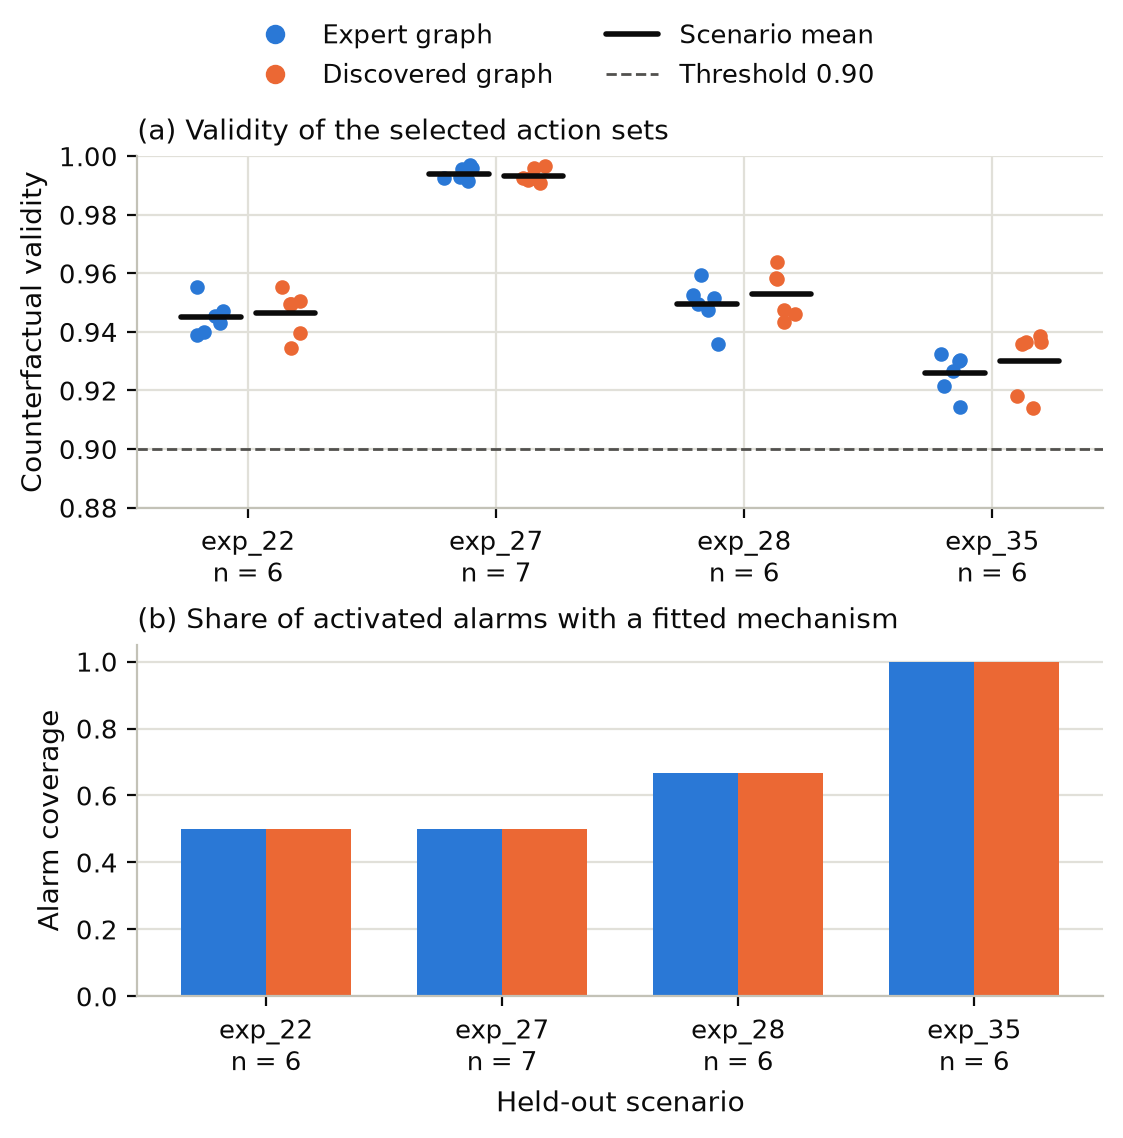 Expert graph
Discovered graph
Scenario mean
Threshold 0.90
(a) Validity of the selected action sets
Counterfactual validity
1.00
0.98
0.96
0.94
0.92
0.90
0.88
exp_22
n = 6
exp_27
n = 7
exp_28
n = 6
exp_35
n = 6
(b) Share of activated alarms with a fitted mechanism
Alarm coverage
1.0
0.8
0.6
0.4
0.2
0.0
exp_22
n = 6
exp_27
n = 7
exp_28
n = 6
exp_35
n = 6
Held-out scenario